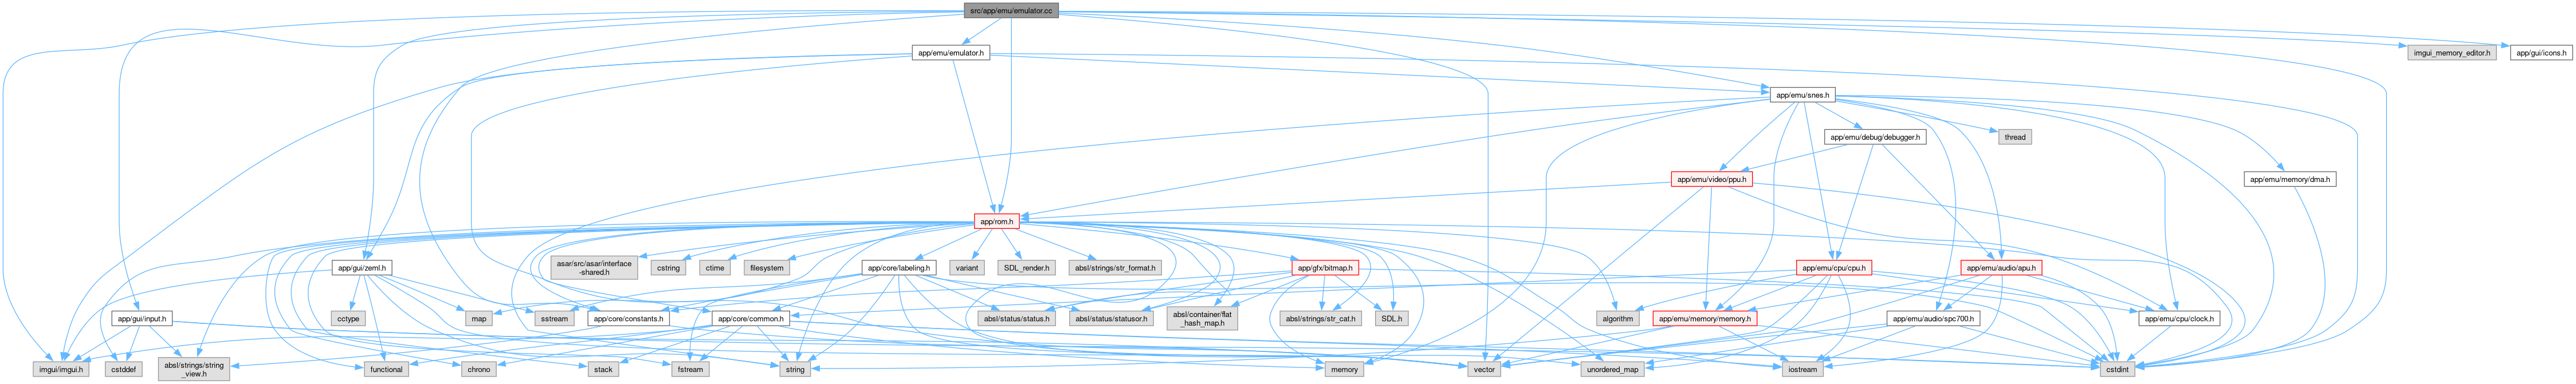 src/app/emu/emulator.cc
app/emu/emulator.h
imgui_memory_editor.h
app/gui/icons.h
app/emu/snes.h
app/emu/debug/debugger.h
thread
app/emu/video/ppu.h
app/emu/memory/dma.h
app/rom.h
asar/src/asar/interface
-shared.h
cstring
ctime
filesystem
app/core/labeling.h
variant
SDL_render.h
absl/strings/str_format.h
app/gfx/bitmap.h
app/emu/cpu/cpu.h
app/emu/audio/apu.h
app/gui/zeml.h
app/gui/input.h
cctype
map
sstream
app/core/constants.h
app/core/common.h
absl/status/status.h
absl/status/statusor.h
absl/container/flat
_hash_map.h
absl/strings/str_cat.h
SDL.h
algorithm
app/emu/memory/memory.h
app/emu/audio/spc700.h
app/emu/cpu/clock.h
imgui/imgui.h
cstddef
absl/strings/string
_view.h
functional
chrono
stack
fstream
string
memory
vector
unordered_map
iostream
cstdint